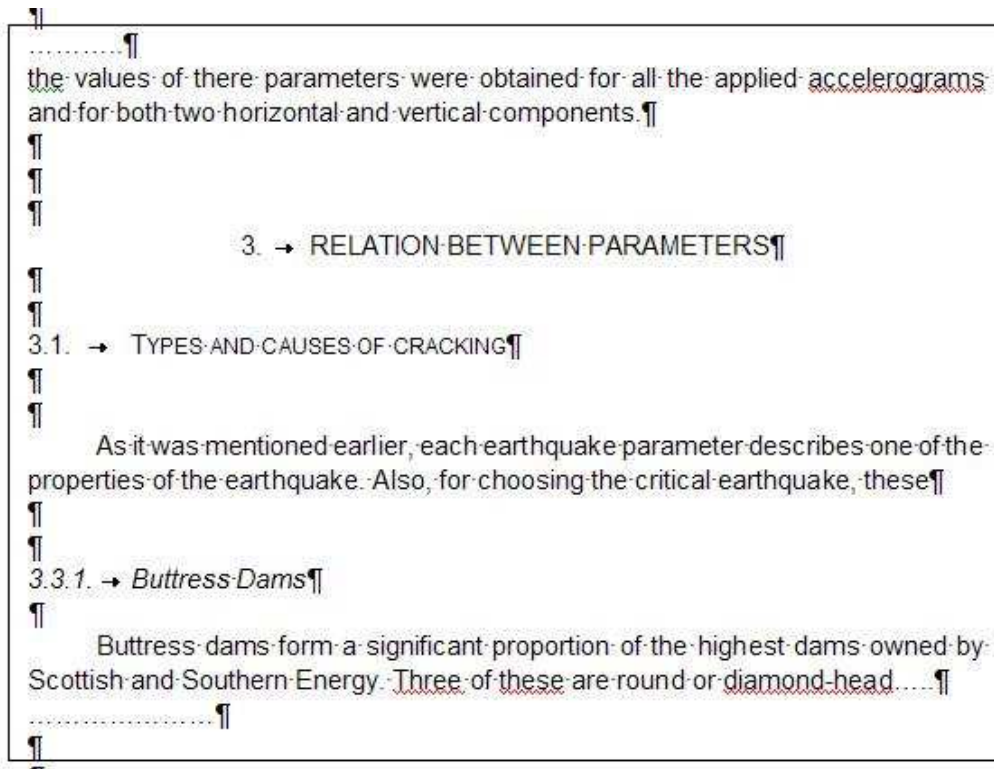 ¶
………..¶
the values of there parameters were obtained for all the applied accelerograms
and for both two horizontal and vertical components.¶
¶
¶
¶
3. → RELATION BETWEEN PARAMETERS¶
¶
¶
3.1. → TYPES AND CAUSES OF CRACKING¶
¶
¶
As it was mentioned earlier, each earthquake parameter describes one of the
properties of the earthquake. Also, for choosing the critical earthquake, these¶
¶
¶
3.3.1. → Buttress Dams¶
¶
Buttress dams form a significant proportion of the highest dams owned by
Scottish and Southern Energy. Three of these are round or diamond-head…..¶
…………………¶
¶